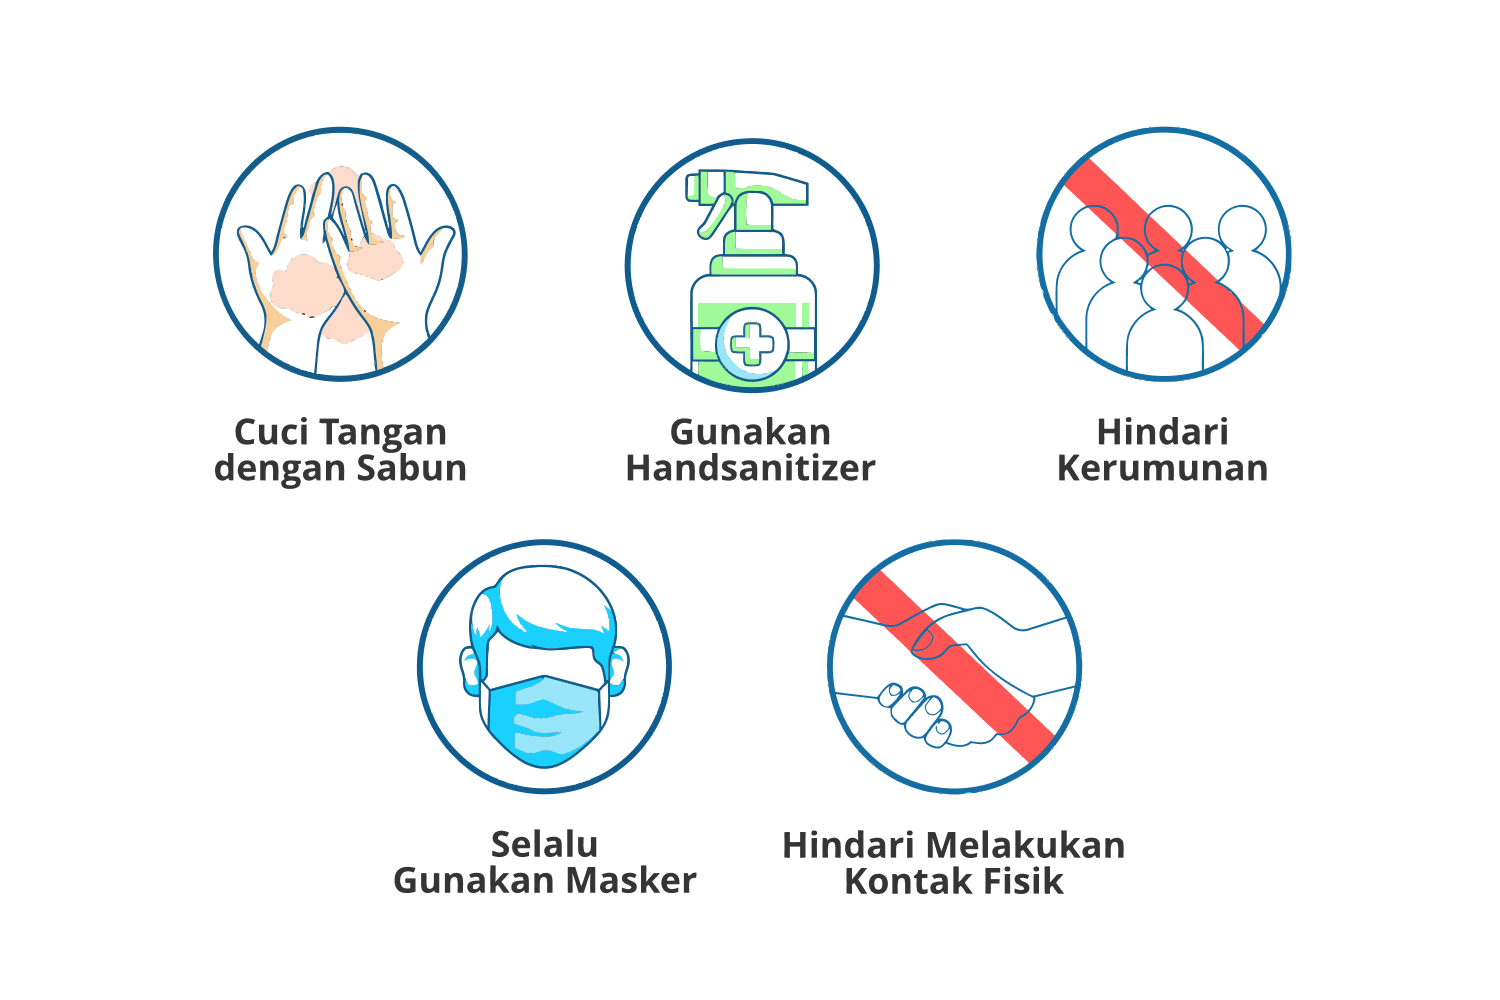 Cuci Tangan
dengan Sabun
Gunakan
Handsanitizer
Hindari
Kerumunan
Selalu
Gunakan Masker
Hindari Melakukan
Kontak Fisik